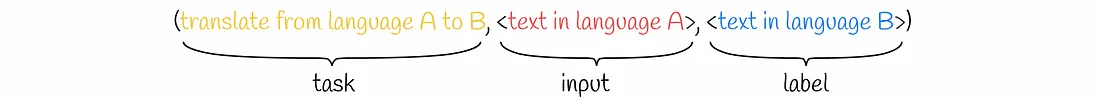 (translate from language A to B, <text in language A>, <text in language B>)
task input label